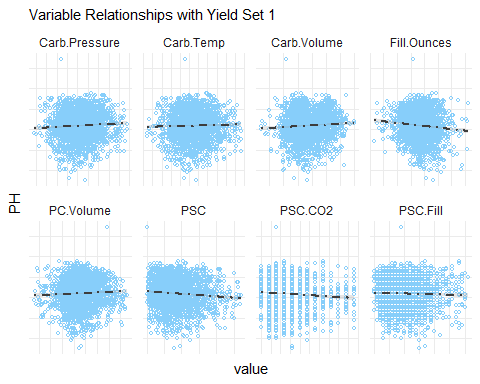 Variable Relationships with Yield Set 1
Carb.Pressure
Carb.Temp
Carb.Volume
Fill.Ounces
PH
PC.Volume
PSC
PSC.CO2
PSC.Fill
value